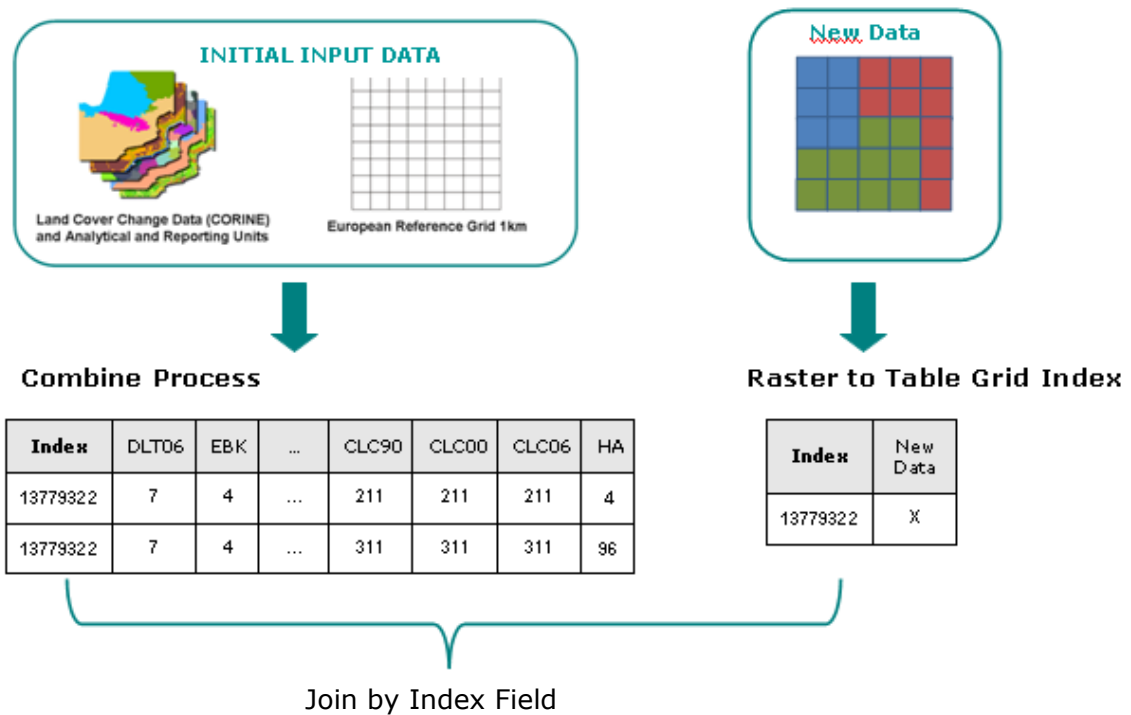 INITIAL INPUT DATA
Land Cover Change Data (CORINE)
and Analytical and Reporting Units
European Reference Grid 1km
New Data
Combine Process
Index DLT06 EBK ... CLC90 CLC00 CLC06 HA
13779322 7 4 ... 211 211 211 4
13779322 7 4 ... 311 311 311 96
Raster to Table Grid Index
Index New
Data
13779322 X
Join by Index Field